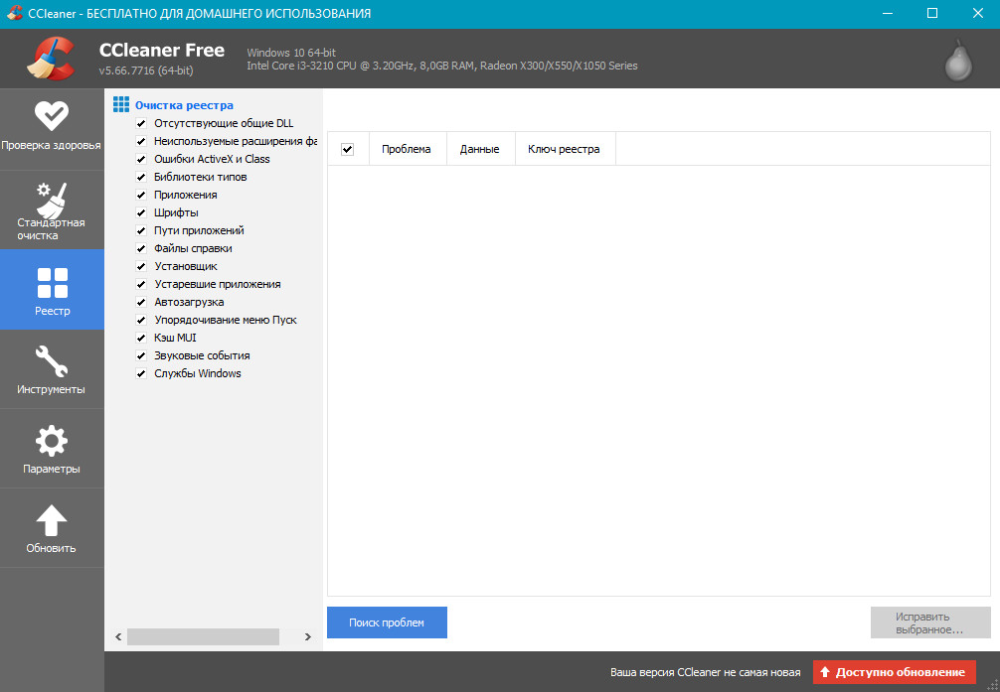 CCleaner - БЕСПЛАТНО ДЛЯ ДОМАШНЕГО ИСПОЛЬЗОВАНИЯ
CCleaner Free
v5.66.7716 (64-bit)
Windows 10 64-bit
Intel Core i3-3210 CPU @ 3.20GHz, 8,0GB RAM, Radeon X300/X550/X1050 Series
Проверка здоровья
Стандартная
очистка
Реестр
Инструменты
Параметры
Обновить
Очистка реестра
Отсутствующие общие DLL
Неиспользуемые расширения фа
Ошибки ActiveX и Class
Библиотеки типов
Приложения
Шрифты
Пути приложений
Файлы справки
Установщик
Устаревшие приложения
Автозагрузка
Упорядочивание меню Пуск
Кэш MUI
Звуковые события
Службы Windows
Проблема Данные Ключ реестра
Поиск проблем
Исправить
выбранное...
Ваша версия CCleaner не самая новая
Доступно обновление